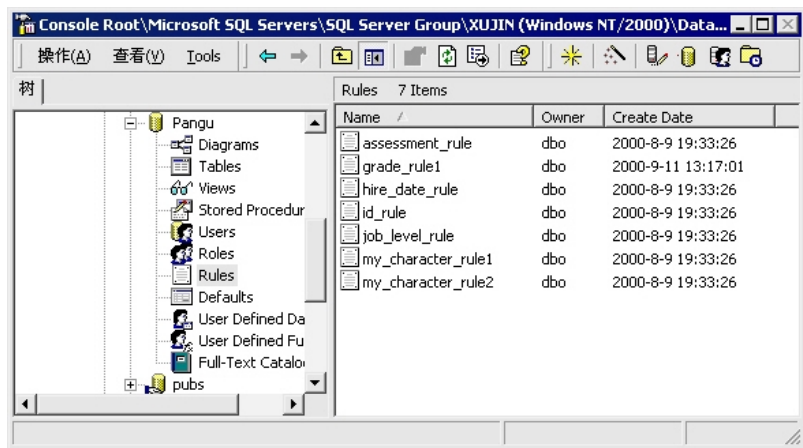 Console Root\Microsoft SQL Servers\SQL Server Group\XUJIN (Windows NT/2000)\Data...
操作(A) 查看(V) Tools
树
Rules 7 Items
Pangu
Diagrams
Tables
Views
Stored Procedur
Users
Roles
Rules
Defaults
User Defined Da
User Defined Fu
Full-Text Catalo
pubs
Name Owner Create Date
assessment_rule dbo 2000-8-9 19:33:26
grade_rule1 dbo 2000-9-11 13:17:01
hire_date_rule dbo 2000-8-9 19:33:26
id_rule dbo 2000-8-9 19:33:26
job_level_rule dbo 2000-8-9 19:33:26
my_character_rule1 dbo 2000-8-9 19:33:26
my_character_rule2 dbo 2000-8-9 19:33:26